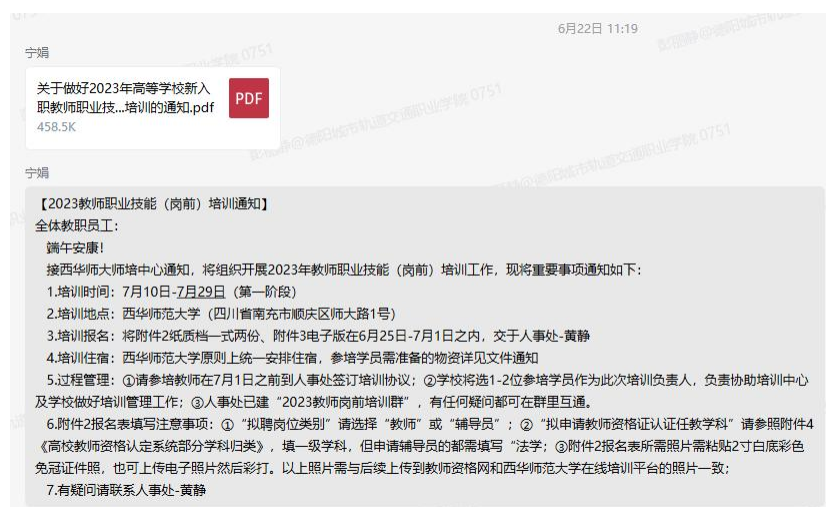 6月22日 11:19
宁娟
关于做好2023年高等学校新入
职教师职业技...培训的通知.pdf
PDF
458.5K
宁娟
【2023教师职业技能（岗前）培训通知】
全体教职员工：
端午安康！
接西华师大师培中心通知，将组织开展2023年教师职业技能（岗前）培训工作，现将重要事项通知如下：
1.培训时间：7月10日-7月29日（第一阶段）
2.培训地点：西华师范大学（四川省南充市顺庆区师大路1号）
3.培训报名：将附件2纸质档一式两份、附件3电子版在6月25日-7月1日之内，交于人事处-黄静
4.培训住宿：西华师范大学原则上统一安排住宿，参培学员需准备的物资详见文件通知
5.过程管理：①请参培教师在7月1日之前到人事处签订培训协议；②学校将选1-2位参培学员作为此次培训负责人，负责协助培训中心
及学校做好培训管理工作；③人事处已建“2023教师岗前培训群”，有任何疑问都可在群里互通。
6.附件2报名表填写注意事项：①“拟聘岗位类别”请选择“教师”或“辅导员”；②“拟申请教师资格证认证任教学科”请参照附件4
《高校教师资格认定系统部分学科归类》，填一级学科，但申请辅导员的都需填写“法学；③附件2报名表所需照片需粘贴2寸白底彩色
免冠证件照，也可上传电子照片然后彩打。以上照片需与后续上传到教师资格网和西华师范大学在线培训平台的照片一致；
7.有疑问请联系人事处-黄静